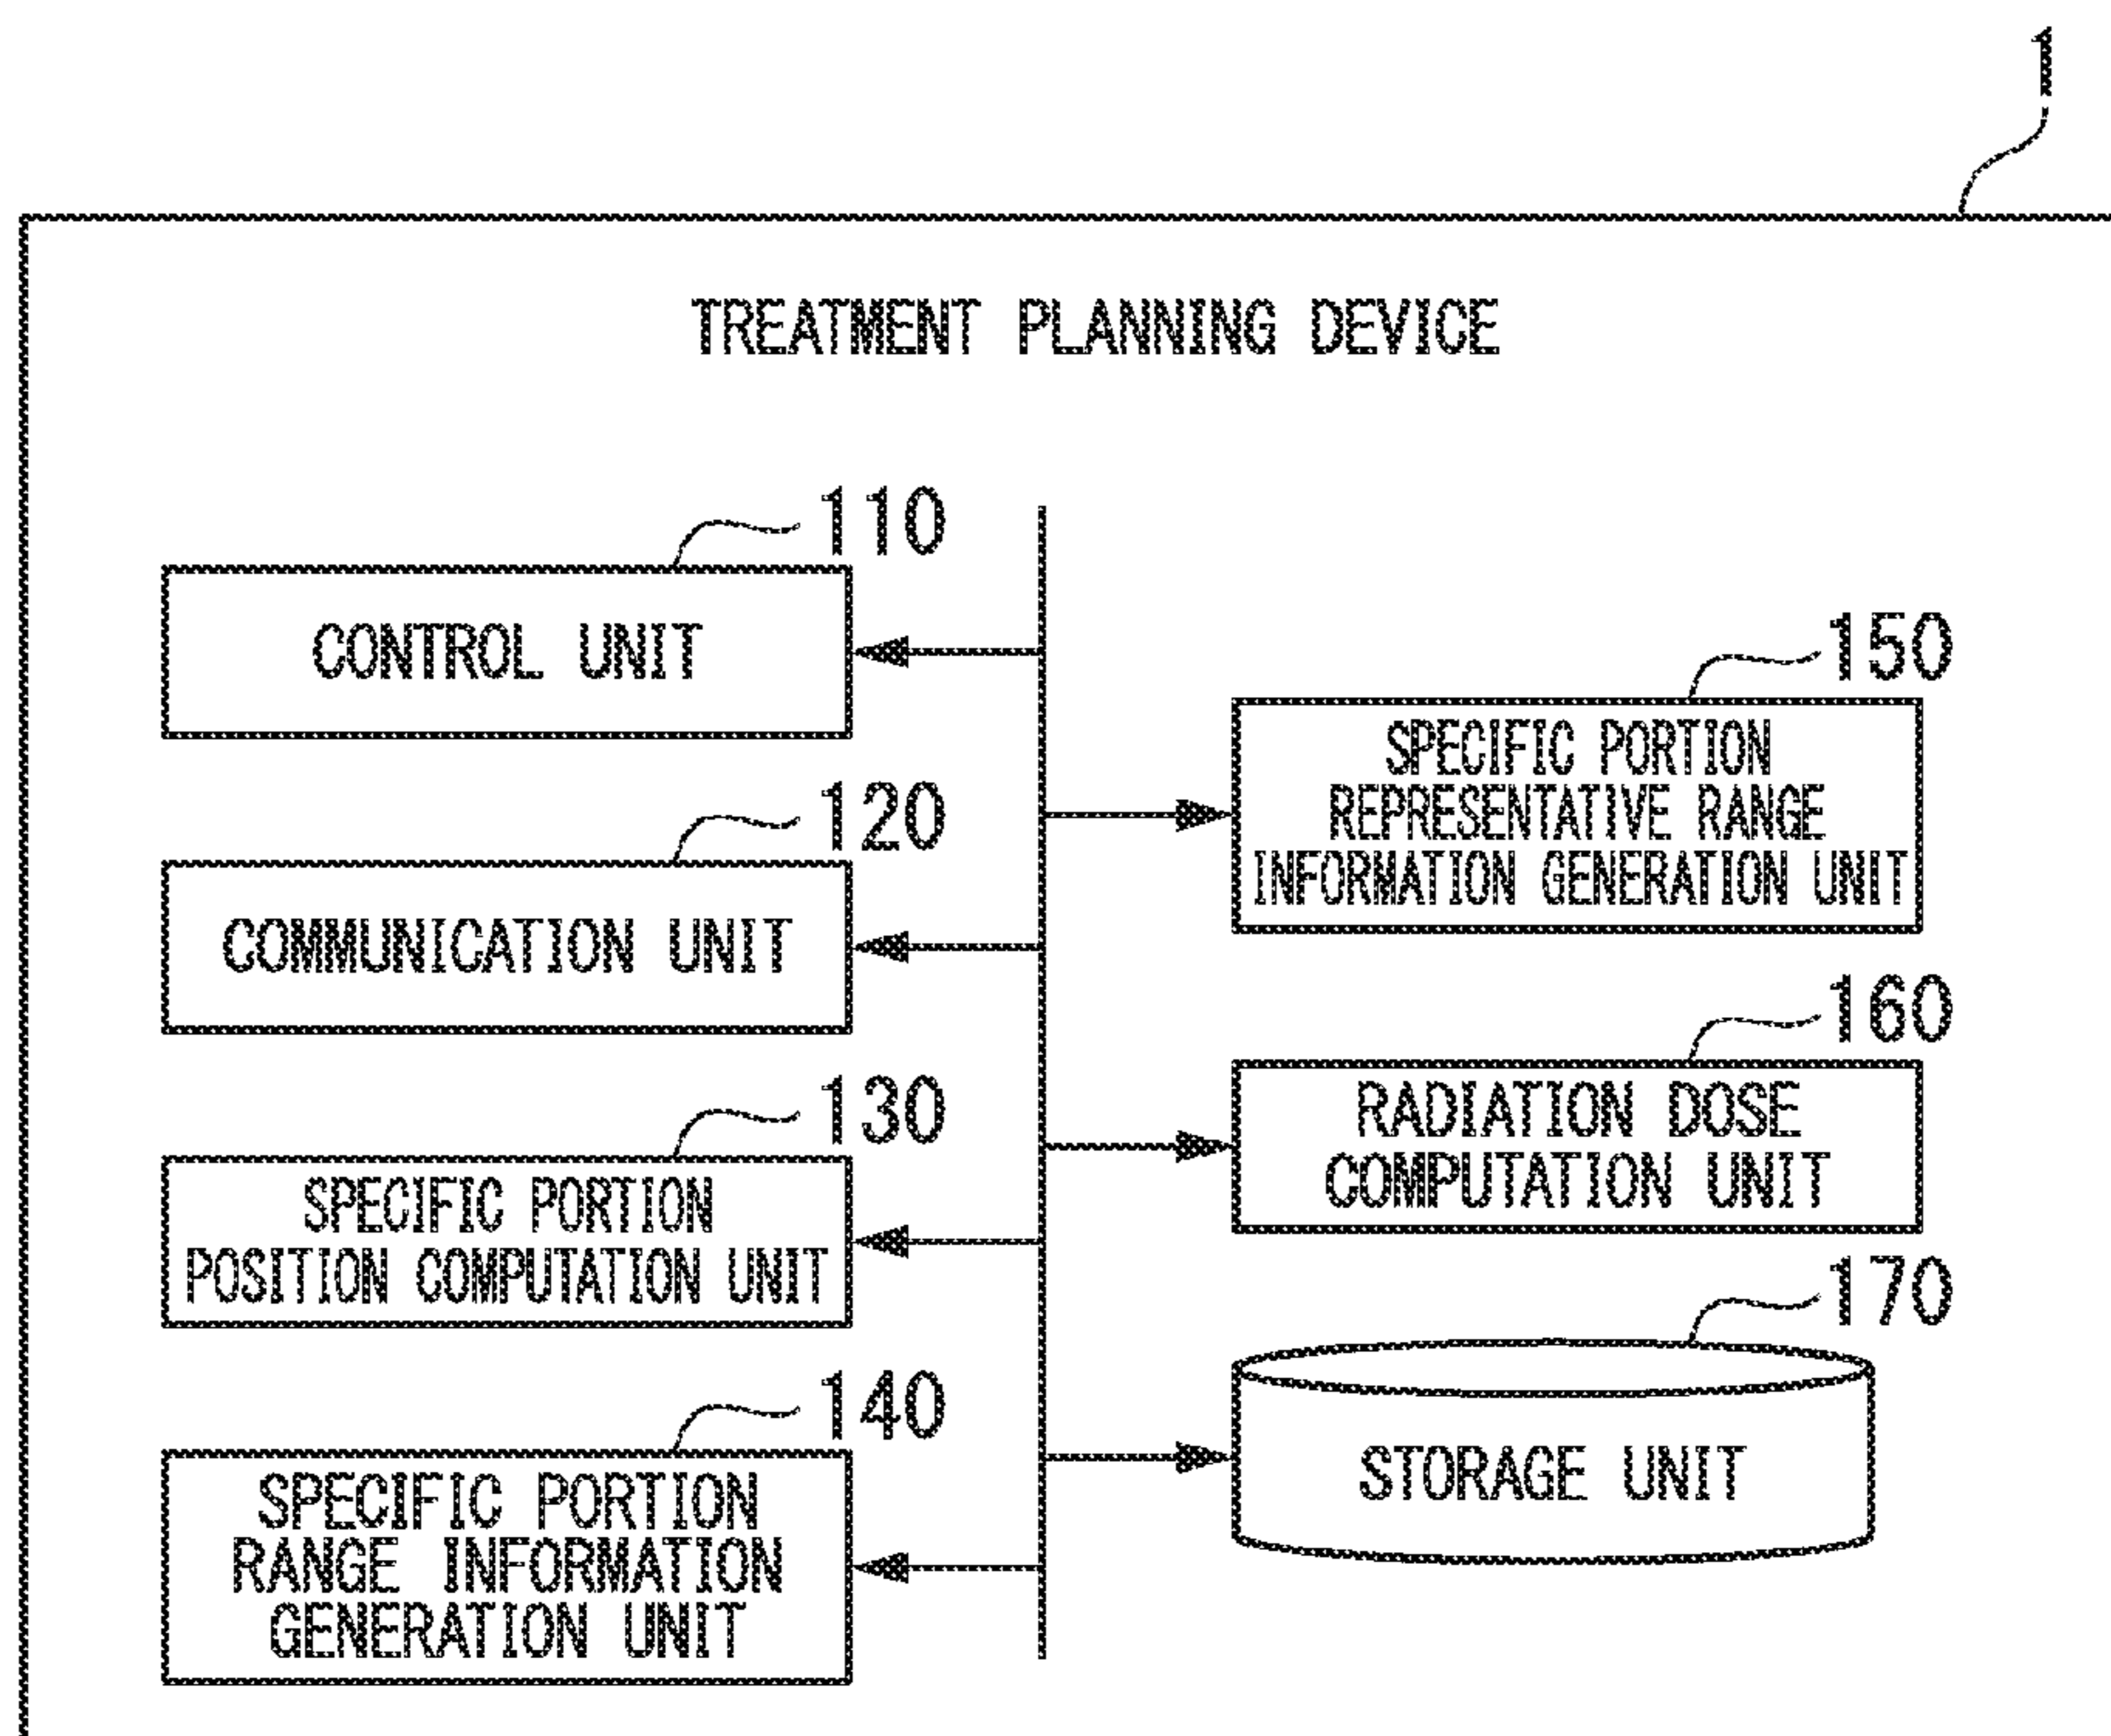 1
TREATMENT PLANNING DEVICE
110
CONTROL UNIT
120
COMMUNICATION UNIT
130
SPECIFIC PORTION
POSITION COMPUTATION UNIT
140
SPECIFIC PORTION
RANGE INFORMATION
GENERATION UNIT
150
SPECIFIC PORTION
REPRESENTATIVE RANGE
INFORMATION GENERATION UNIT
160
RADIATION DOSE
COMPUTATION UNIT
170
STORAGE UNIT